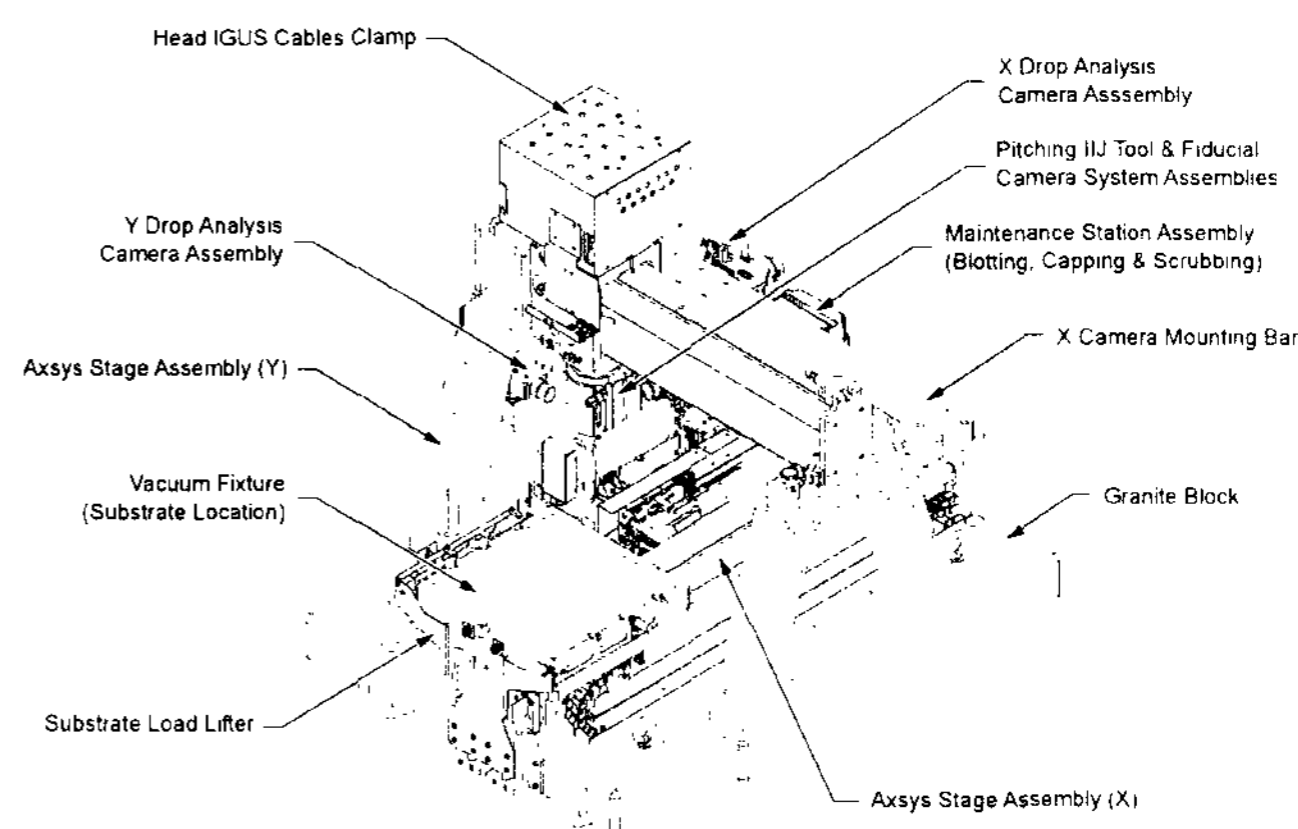 Head IGUS Cables Clamp
X Drop Analysis
Camera Asssembly
Pitching IIJ Tool & Fiducial
Camera System Assemblies
Y Drop Analysis
Camera Assembly
Maintenance Station Assembly
(Blotting, Capping & Scrubbing)
X Camera Mounting Bar
Axsys Stage Assembly (Y)
Vacuum Fixture
(Substrate Location)
Granite Block
Substrate Load Lifter
Axsys Stage Assembly (X)